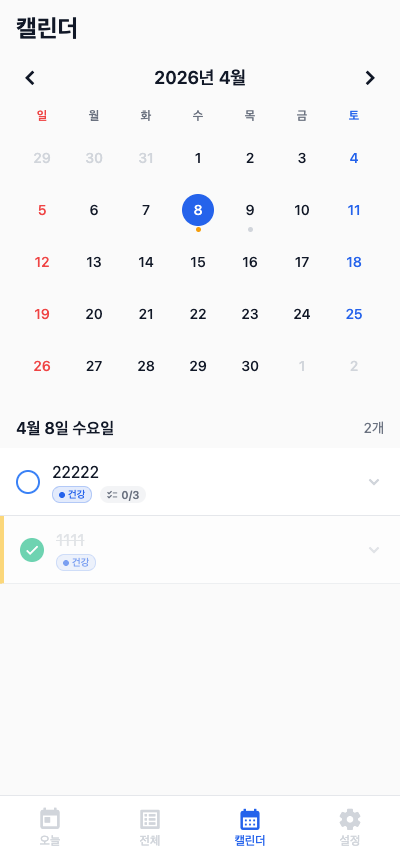 캘린더
2026년 4월
일 월 화 수 목 금 토
29 30 31 1 2 3 4
5 6 7 8 9 10 11
12 13 14 15 16 17 18
19 20 21 22 23 24 25
26 27 28 29 30 1 2
4월 8일 수요일 2개
22222
건강 0/3
1111
건강
오늘 전체 캘린더 설정